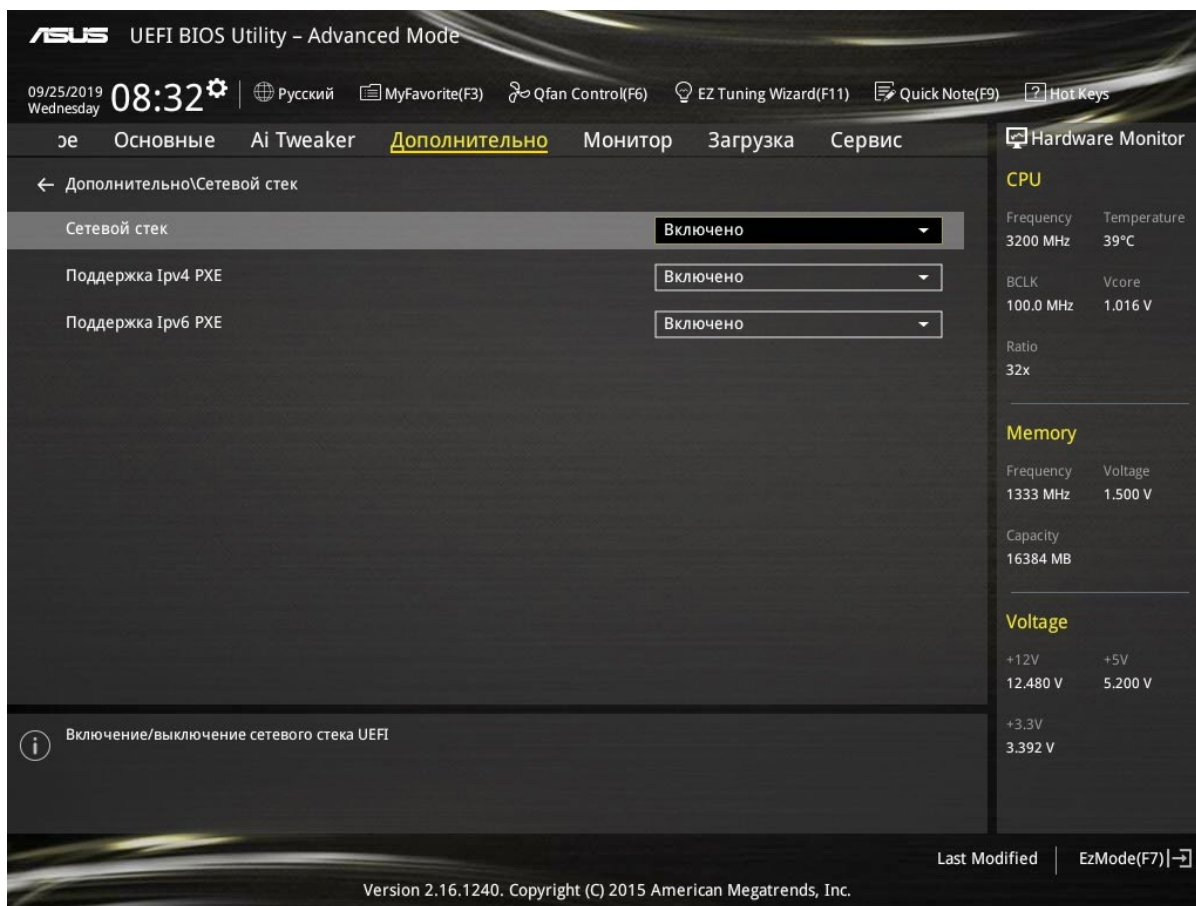 ASUS UEFI BIOS Utility – Advanced Mode
09/25/2019 Wednesday 08:32 Русский MyFavorite(F3) Qfan Control(F6) EZ Tuning Wizard(F11) Quick Note(F9) ? Hot Keys
ое Основные Ai Tweaker Дополнительно Монитор Загрузка Сервис
← Дополнительно\Сетевой стек
Сетевой стек Включено
Поддержка Ipv4 PXE Включено
Поддержка Ipv6 PXE Включено
Включение/выключение сетевого стека UEFI
Hardware Monitor
CPU
Frequency Temperature
3200 MHz 39°C
BCLK Vcore
100.0 MHz 1.016 V
Ratio
32x
Memory
Frequency Voltage
1333 MHz 1.500 V
Capacity
16384 MB
Voltage
+12V +5V
12.480 V 5.200 V
+3.3V
3.392 V
Last Modified EzMode(F7)
Version 2.16.1240. Copyright (C) 2015 American Megatrends, Inc.